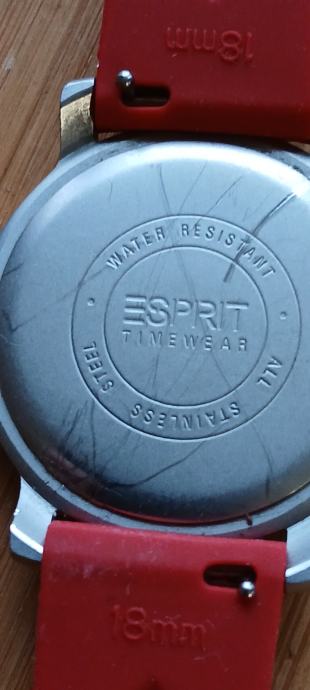 18mm
WATER RESISTANT
ESPRIT
TIMEWEAR
ALL STAINLESS STEEL
18mm